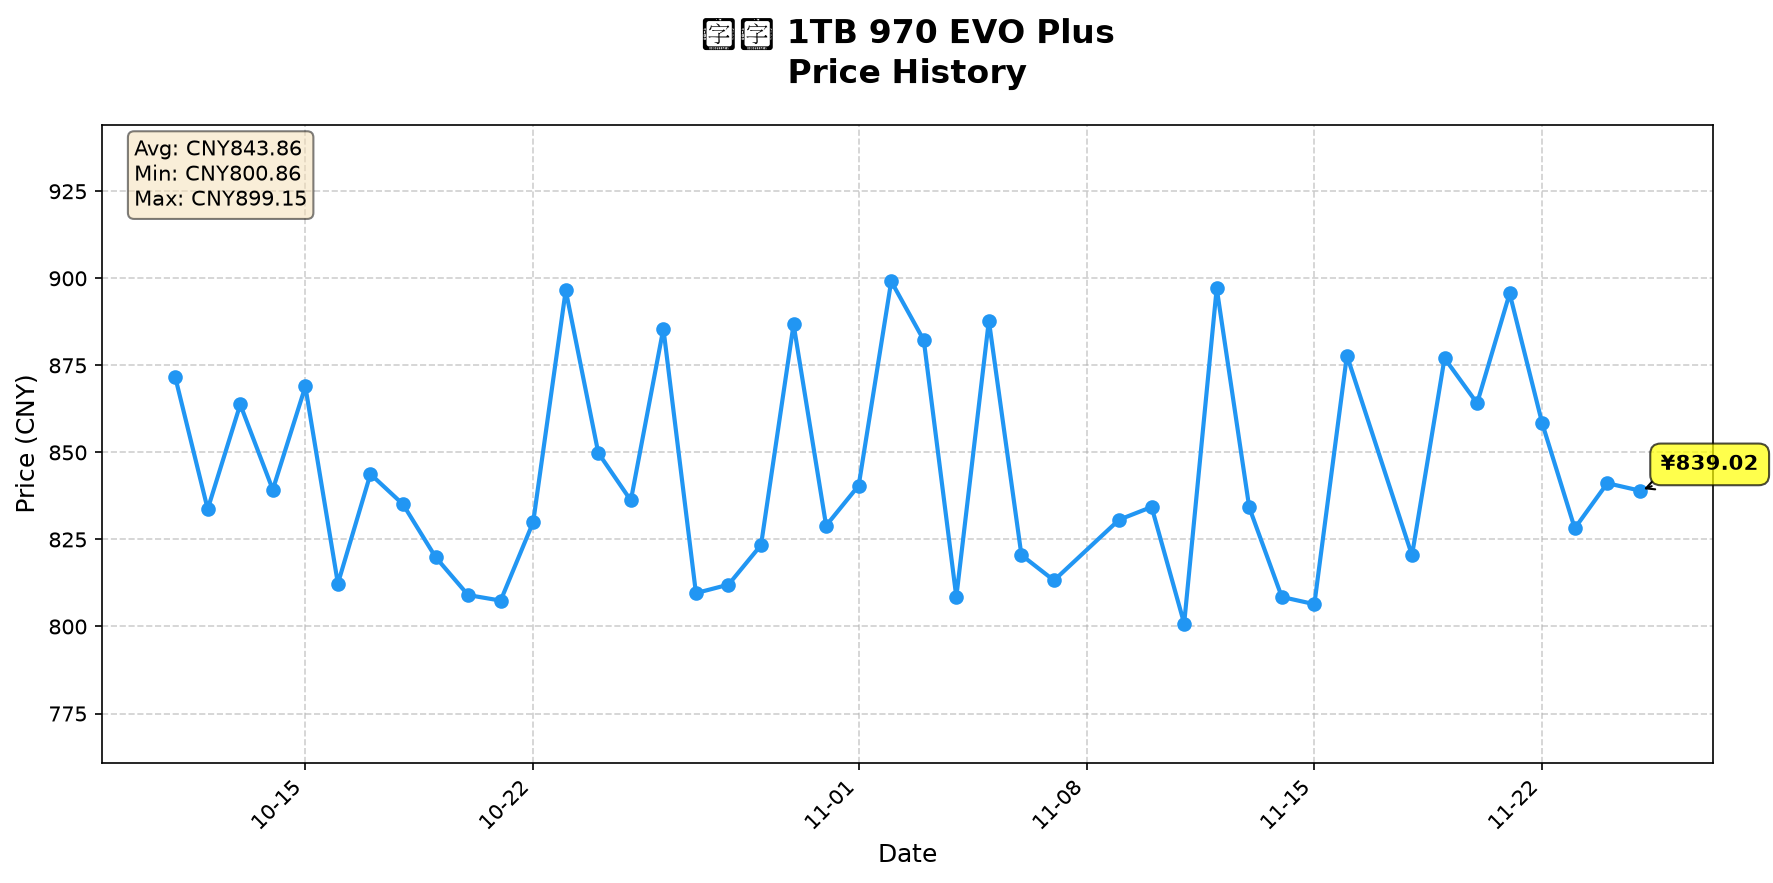 1TB 970 EVO Plus
Price History
Avg: CNY843.86
Min: CNY800.86
Max: CNY899.15
925
900
875
850
825
800
775
Price (CNY)
¥839.02
10-15
10-22
11-01
11-08
11-15
11-22
Date